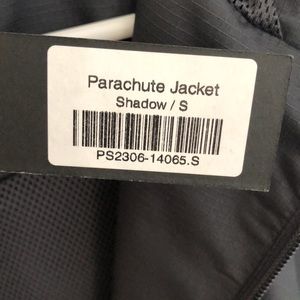 Parachute Jacket
Shadow / S
PS2306-14065.S